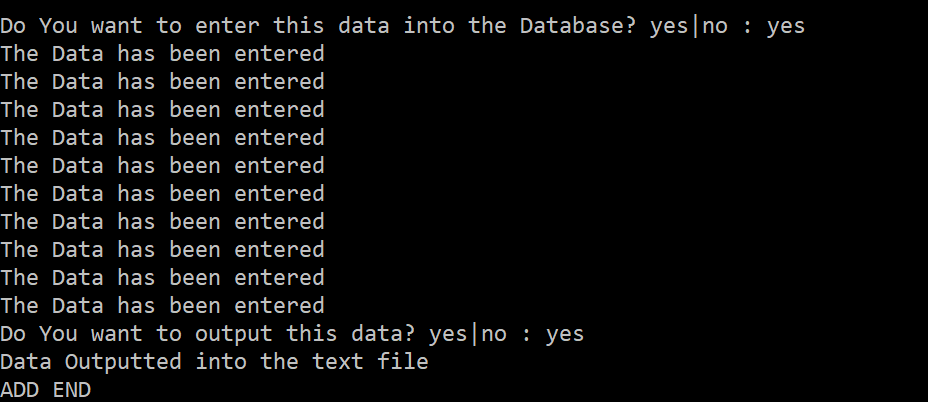 Do You want to enter this data into the Database? yes|no : yes
The Data has been entered
The Data has been entered
The Data has been entered
The Data has been entered
The Data has been entered
The Data has been entered
The Data has been entered
The Data has been entered
The Data has been entered
The Data has been entered
Do You want to output this data? yes|no : yes
Data Outputted into the text file
ADD END